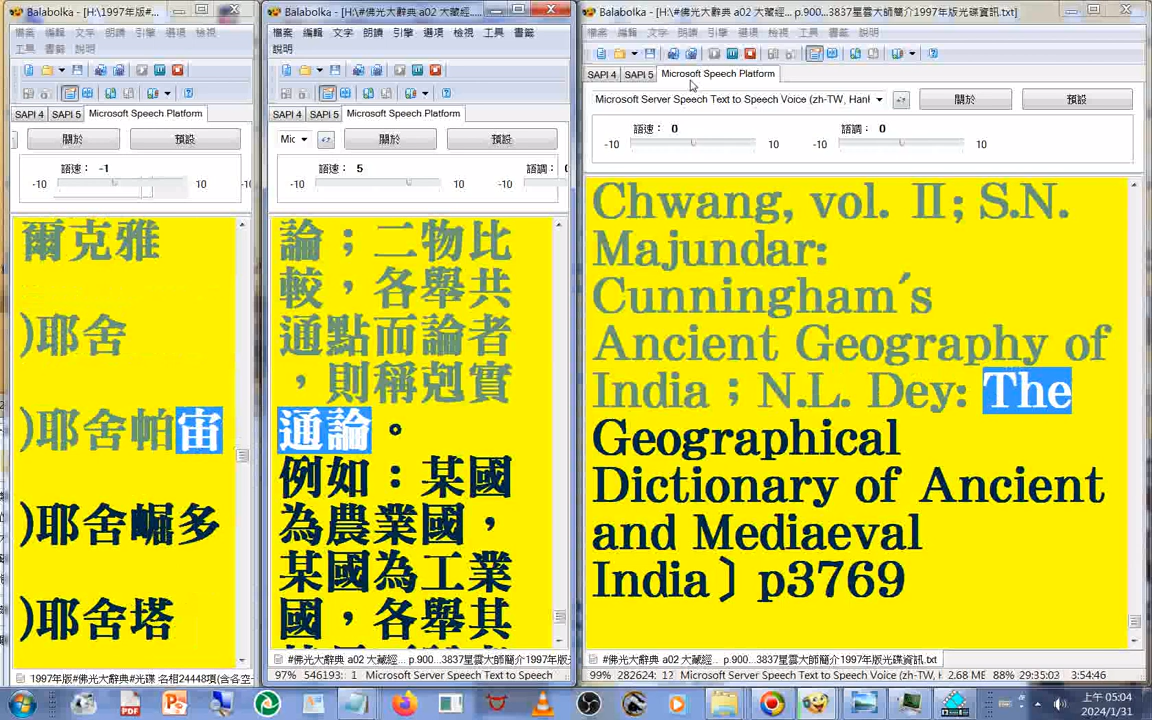 Balabolka - [H:\1997年版#...
檔案 編輯 文字 朗讀 引擎 選項 檢視
工具 書籤 說明
SAPI 4 SAPI 5 Microsoft Speech Platform
關於 預設
語速： -1
-10 10
爾克雅
)耶舍
)耶舍帕宙
)耶舍崛多
)耶舍塔
Balabolka - [H:\#佛光大辭典 a02 大藏經...
檔案 編輯 文字 朗讀 引擎 選項 檢視 工具 書籤
說明
SAPI 4 SAPI 5 Microsoft Speech Platform
Mic 關於 預設
語速： 5 語調：
-10 10 -10
論；二物比
較，各舉共
通點而論者
，則稱剋實
通論。
例如：某國
為農業國，
某國為工業
國，各舉其
#佛光大辭典 a02 大藏經... p.900...3837星雲大師簡介1997年版光
97% 546193: 1 Microsoft Server Speech Text to Speech
Balabolka - [H:\#佛光大辭典 a02 大藏經... p.900...3837星雲大師簡介1997年版光碟資訊.txt]
檔案 編輯 文字 朗讀 引擎 選項 檢視 工具 書籤 說明
SAPI 4 SAPI 5 Microsoft Speech Platform
Microsoft Server Speech Text to Speech Voice (zh-TW, Hanl 關於 預設
語速： 0 語調： 0
-10 10 -10 10
Chwang, vol. II; S.N.
Majundar:
Cunningham´s
Ancient Geography of
India；N.L. Dey: The
Geographical
Dictionary of Ancient
and Mediaeval
India〕p3769
#佛光大辭典 a02 大藏經... p.900...3837星雲大師簡介1997年版光碟資訊.txt
99% 282624: 12 Microsoft Server Speech Text to Speech Voice (zh-TW, H 2.68 MB 88% 29:35:03 3:54:46
1997年版#光碟 名相24448項(含各空
上午 05:04
2024/1/31